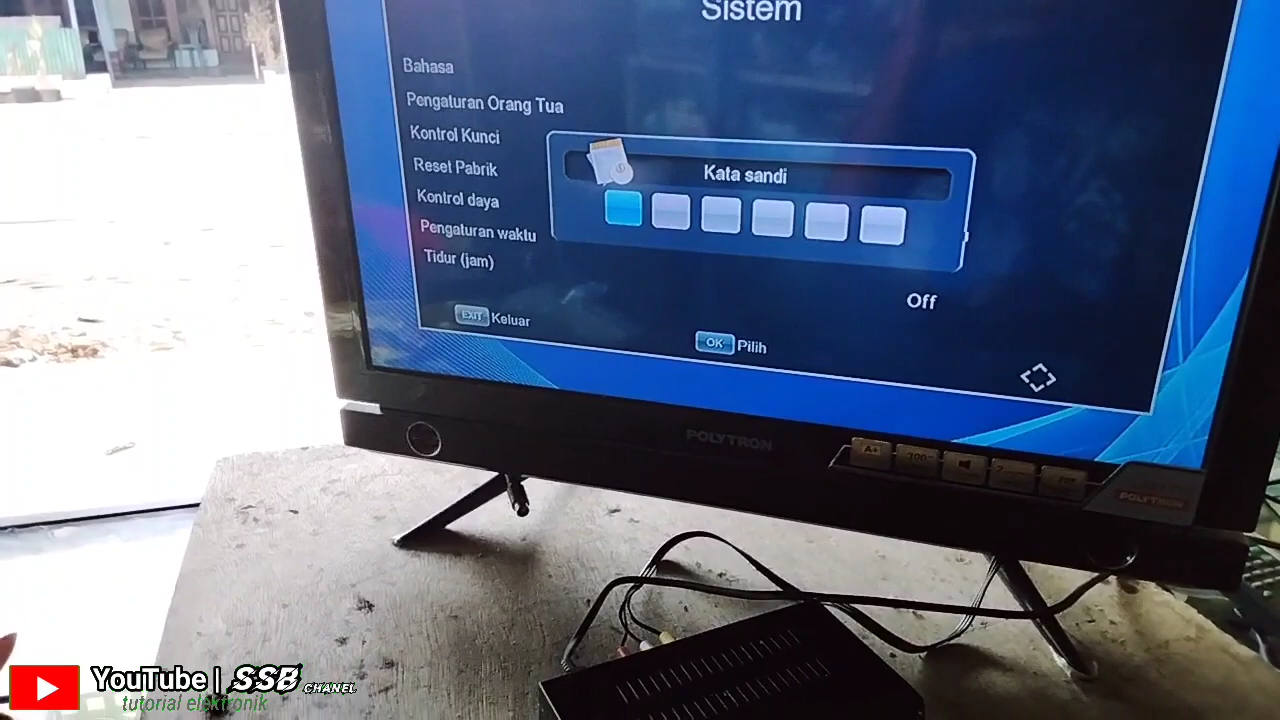 Sistem
Bahasa
Pengaturan Orang Tua
Kontrol Kunci
Reset Pabrik
Kontrol daya
Pengaturan waktu
Tidur (jam)
Kata sandi
Off
EXIT Keluar
OK Pilih
POLYTRON
A+
POLYTRON
YouTube | SSB CHANEL
tutorial elektronik